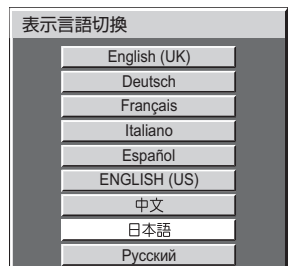 表示言語切換
English (UK)
Deutsch
Français
Italiano
Español
ENGLISH (US)
中文
日本語
Русский